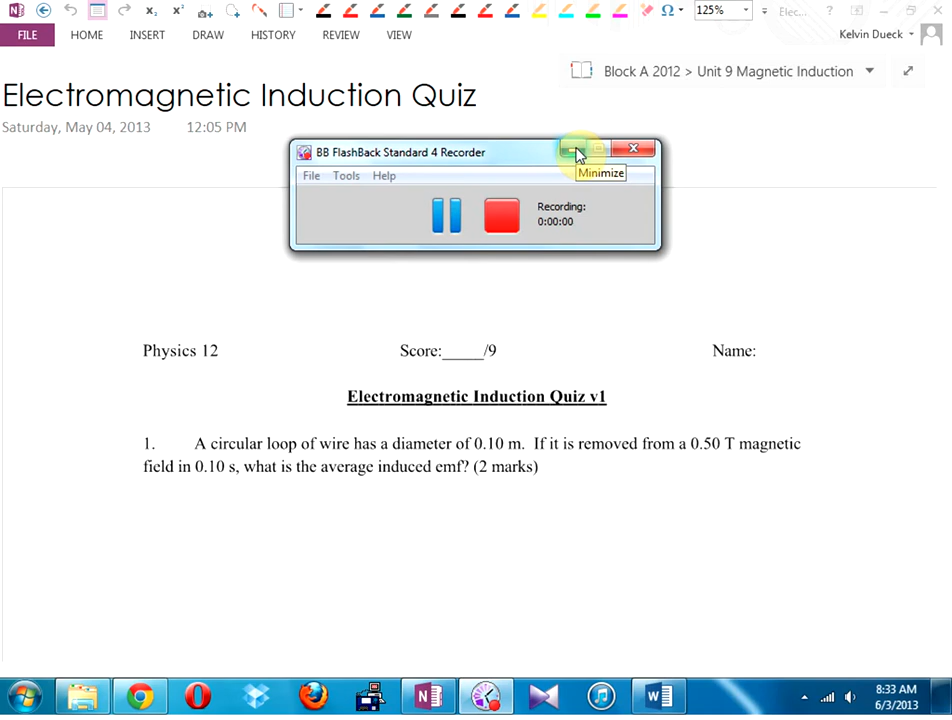 125%
Elec...
FILE HOME INSERT DRAW HISTORY REVIEW VIEW
Kelvin Dueck
Block A 2012 > Unit 9 Magnetic Induction
Electromagnetic Induction Quiz
Saturday, May 04, 2013 12:05 PM
BB FlashBack Standard 4 Recorder
Minimize
File Tools Help
Recording:
0:00:00
Physics 12 Score:_____/9 Name:
Electromagnetic Induction Quiz v1
1. A circular loop of wire has a diameter of 0.10 m. If it is removed from a 0.50 T magnetic
field in 0.10 s, what is the average induced emf? (2 marks)
8:33 AM
6/3/2013